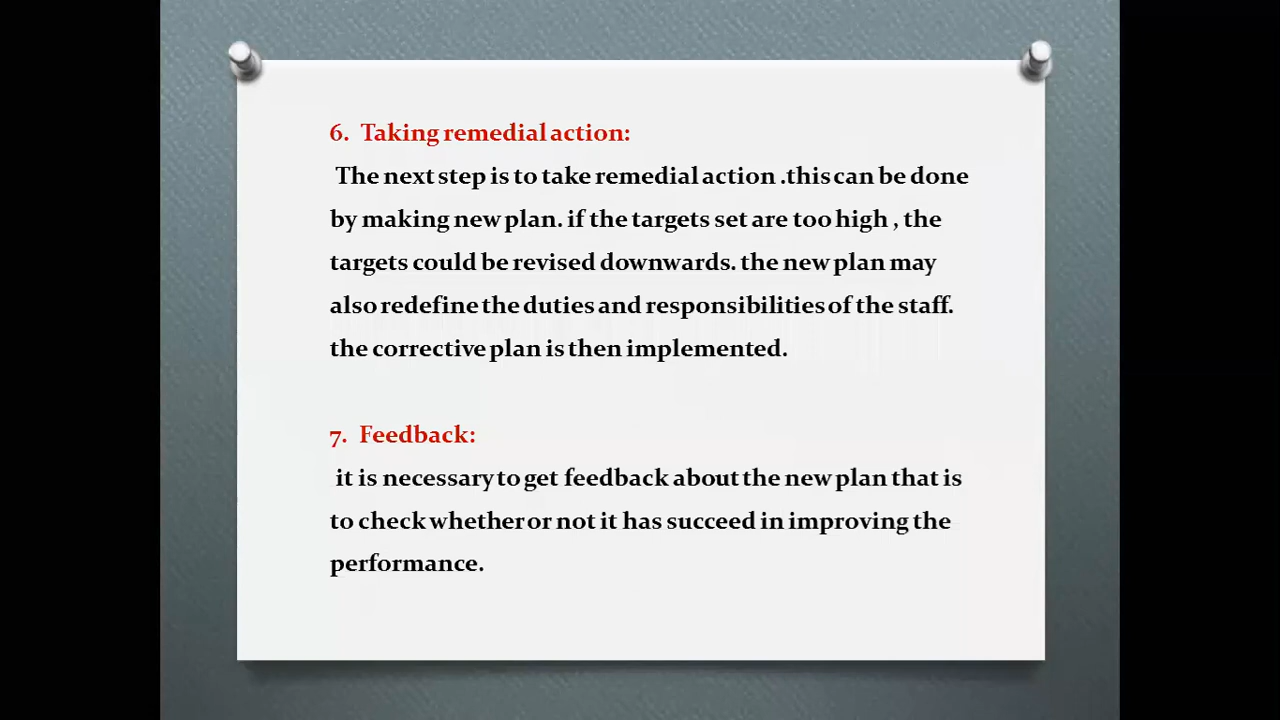 6. Taking remedial action:
The next step is to take remedial action .this can be done
by making new plan. if the targets set are too high , the
targets could be revised downwards. the new plan may
also redefine the duties and responsibilities of the staff.
the corrective plan is then implemented.
7. Feedback:
it is necessary to get feedback about the new plan that is
to check whether or not it has succeed in improving the
performance.